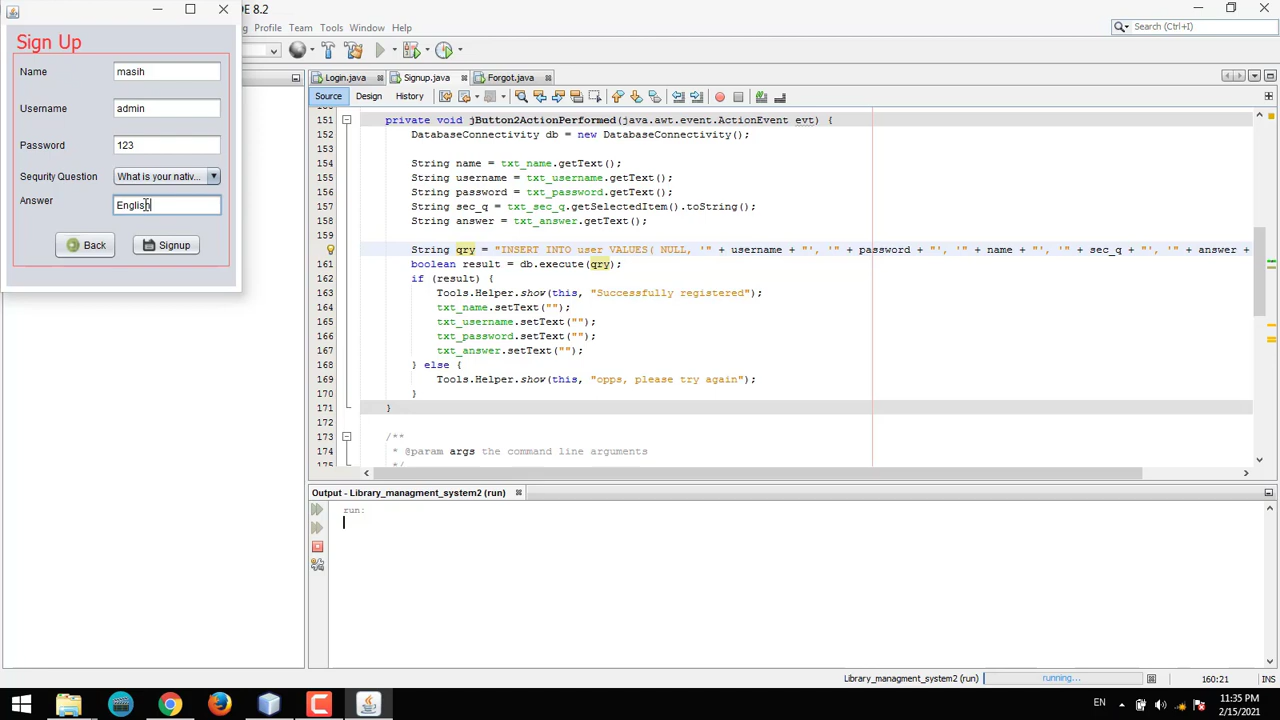 DE 8.2
Profile Team Tools Window Help
Search (Ctrl+I)
Sign Up
Name masih
Username admin
Password 123
Sequrity Question What is your nativ...
Answer English
Back Signup
Login.java Signup.java Forgot.java
Source Design History
151 private void jButton2ActionPerformed(java.awt.event.ActionEvent evt) {
152 DatabaseConnectivity db = new DatabaseConnectivity();
153
154 String name = txt_name.getText();
155 String username = txt_username.getText();
156 String password = txt_password.getText();
157 String sec_q = txt_sec_q.getSelectedItem().toString();
158 String answer = txt_answer.getText();
159
String qry = "INSERT INTO user VALUES( NULL, '" + username + "', '" + password + "', '" + name + "', '" + sec_q + "', '" + answer +
161 boolean result = db.execute(qry);
162 if (result) {
163 Tools.Helper.show(this, "Successfully registered");
164 txt_name.setText("");
165 txt_username.setText("");
166 txt_password.setText("");
167 txt_answer.setText("");
168 } else {
169 Tools.Helper.show(this, "opps, please try again");
170 }
171 }
172
173 /**
174 * @param args the command line arguments
175 */
Output - Library_managment_system2 (run)
run:
Library_managment_system2 (run) running... 160:21 INS
EN 11:35 PM
2/15/2021